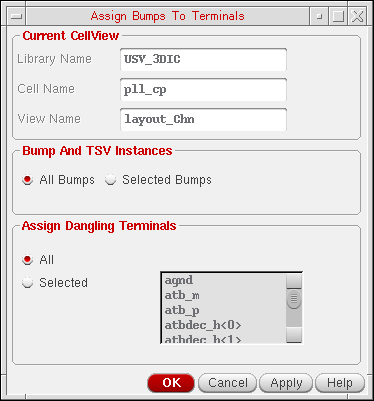 Assign Bumps To Terminals
Current CellView
Library Name USV_3DIC
Cell Name pll_cp
View Name layout_Chn
Bump And TSV Instances
All Bumps Selected Bumps
Assign Dangling Terminals
All
Selected
agnd
atb_m
atb_p
atbdec_h<0>
atbdec_h<1>
OK Cancel Apply Help